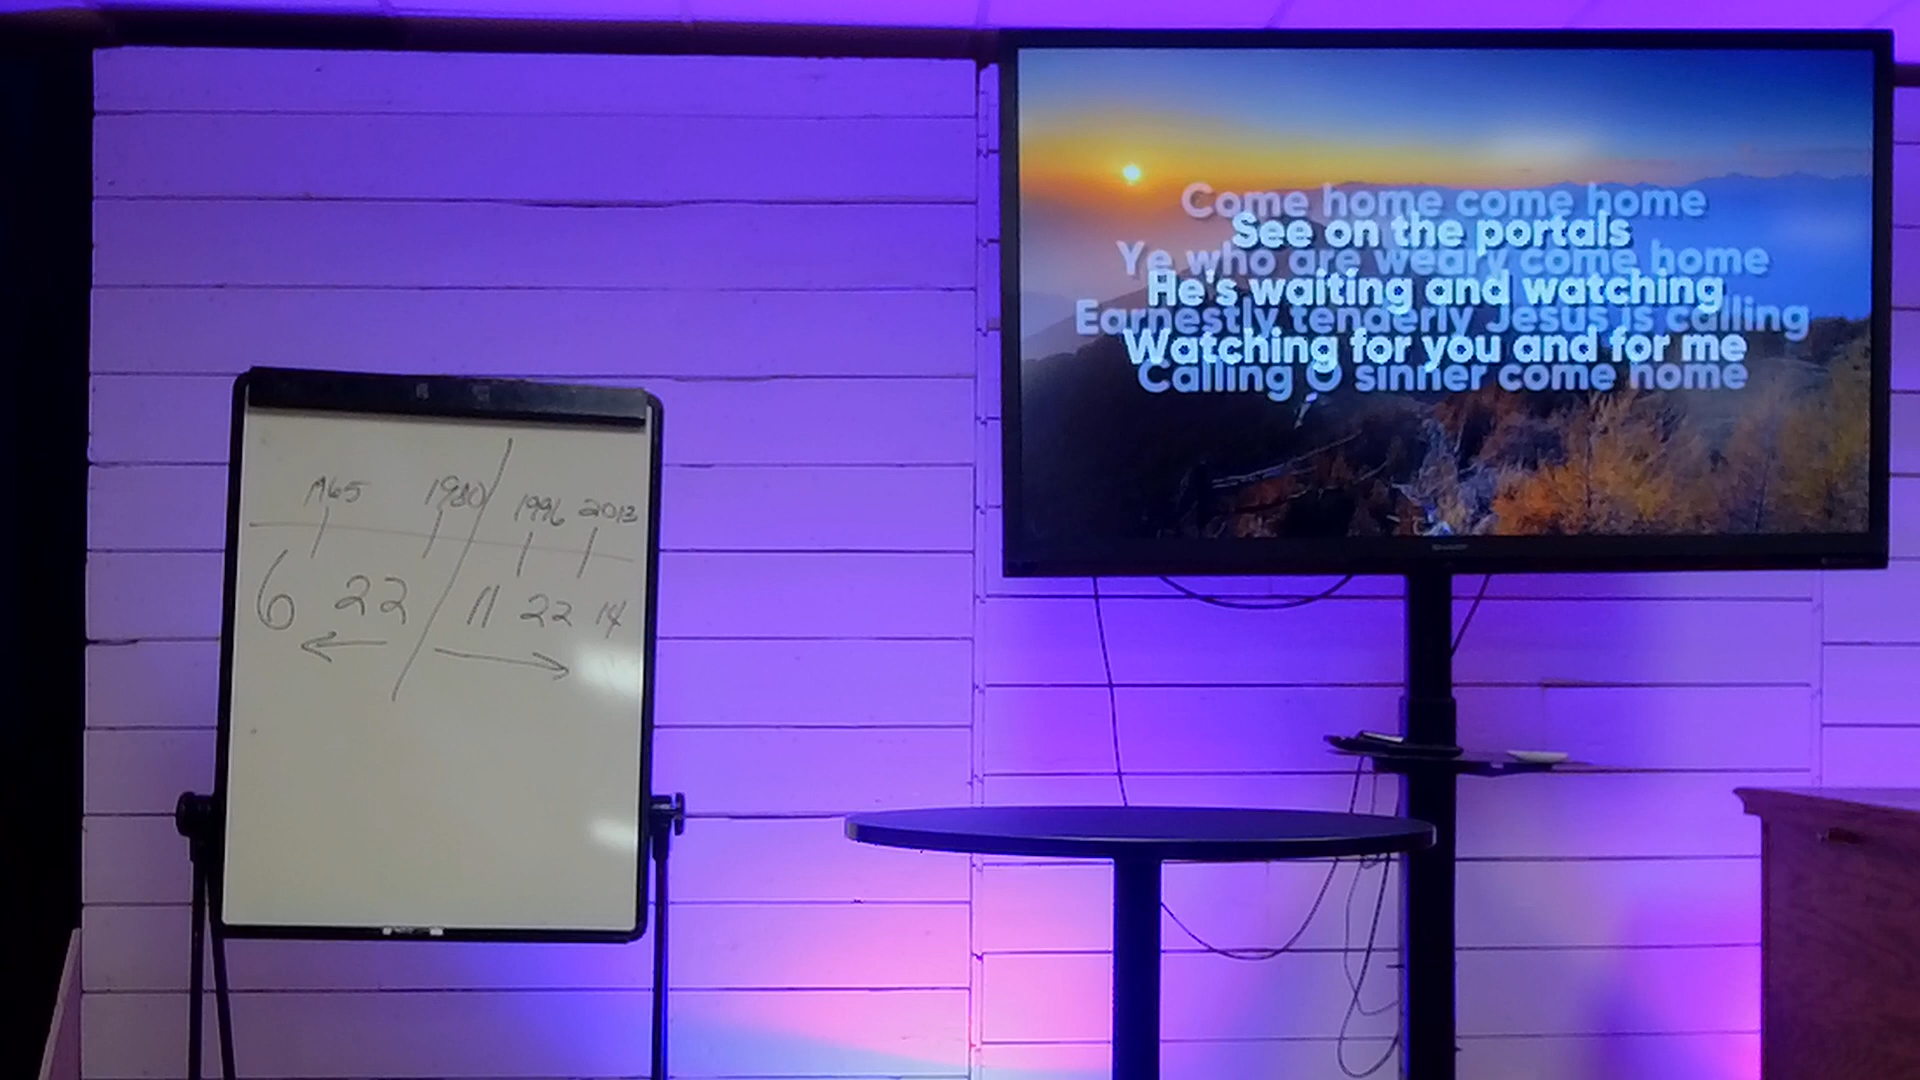 1965 1980 1996 2013
6 22 11 22 14
Come home come home
See on the portals
Ye who are weary come home
He's waiting and watching
Earnestly tenderly Jesus is calling
Watching for you and for me
Calling O sinner come home
SHARP